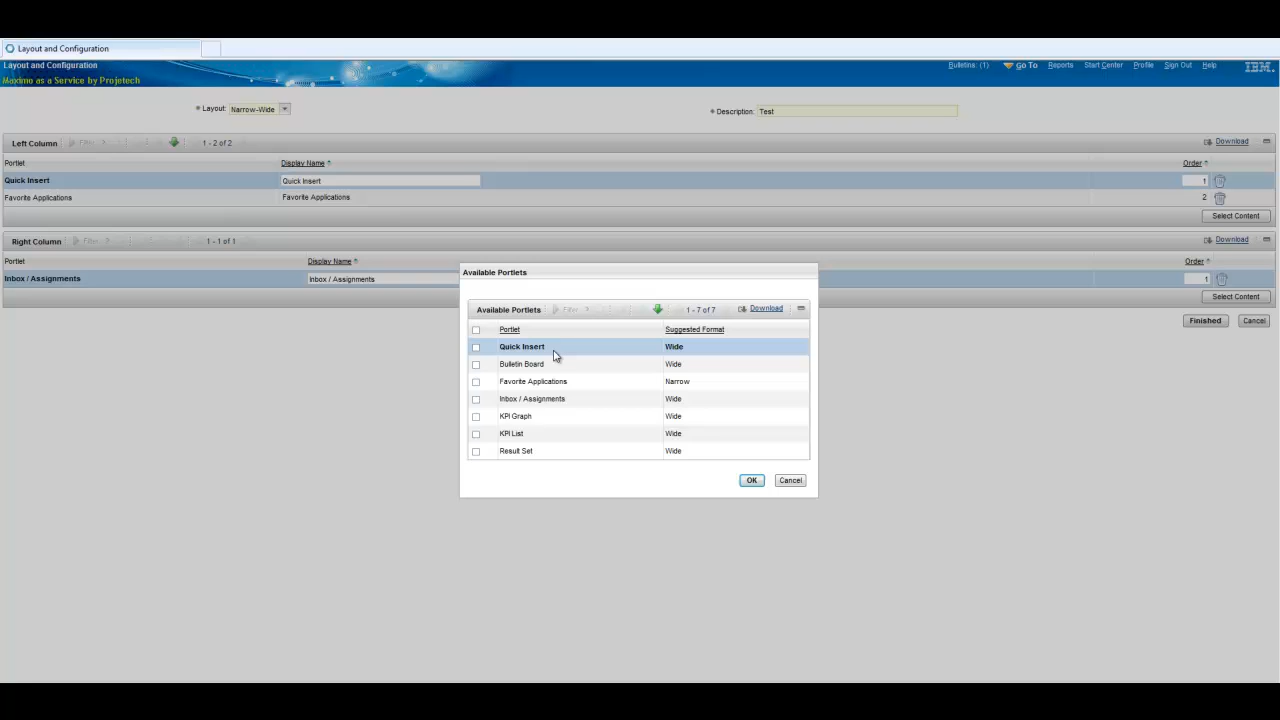 Layout and Configuration
Layout and Configuration
Bulletins: (1) Go To Reports Start Center Profile Sign Out Help IBM.
Maximo as a Service by Projetech
Layout: Narrow-Wide
Description: Test
Left Column Filter 1 - 2 of 2 Download
Portlet Display Name Order
Quick Insert Quick Insert 1
Favorite Applications Favorite Applications 2
Select Content
Right Column Filter 1 - 1 of 1 Download
Portlet Display Name Order
Inbox / Assignments Inbox / Assignments 1
Select Content
Finished Cancel
Available Portlets
Available Portlets Filter 1 - 7 of 7 Download
Portlet Suggested Format
Quick Insert Wide
Bulletin Board Wide
Favorite Applications Narrow
Inbox / Assignments Wide
KPI Graph Wide
KPI List Wide
Result Set Wide
OK Cancel